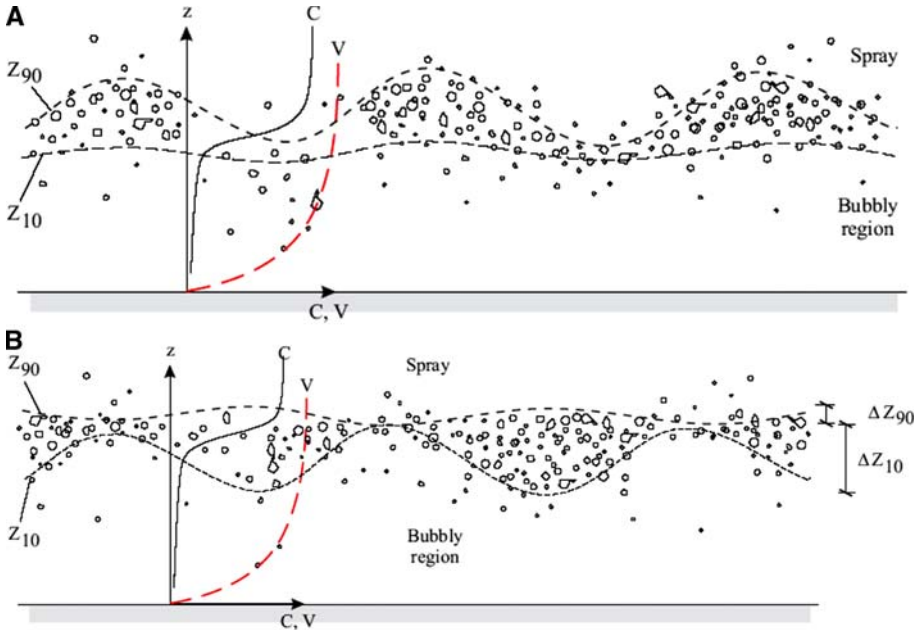 A
z
C
V
Z90
Spray
Z10
Bubbly
region
C, V
B
z
C
Z90
V
Spray
ΔZ90
ΔZ10
Z10
Bubbly
region
C, V